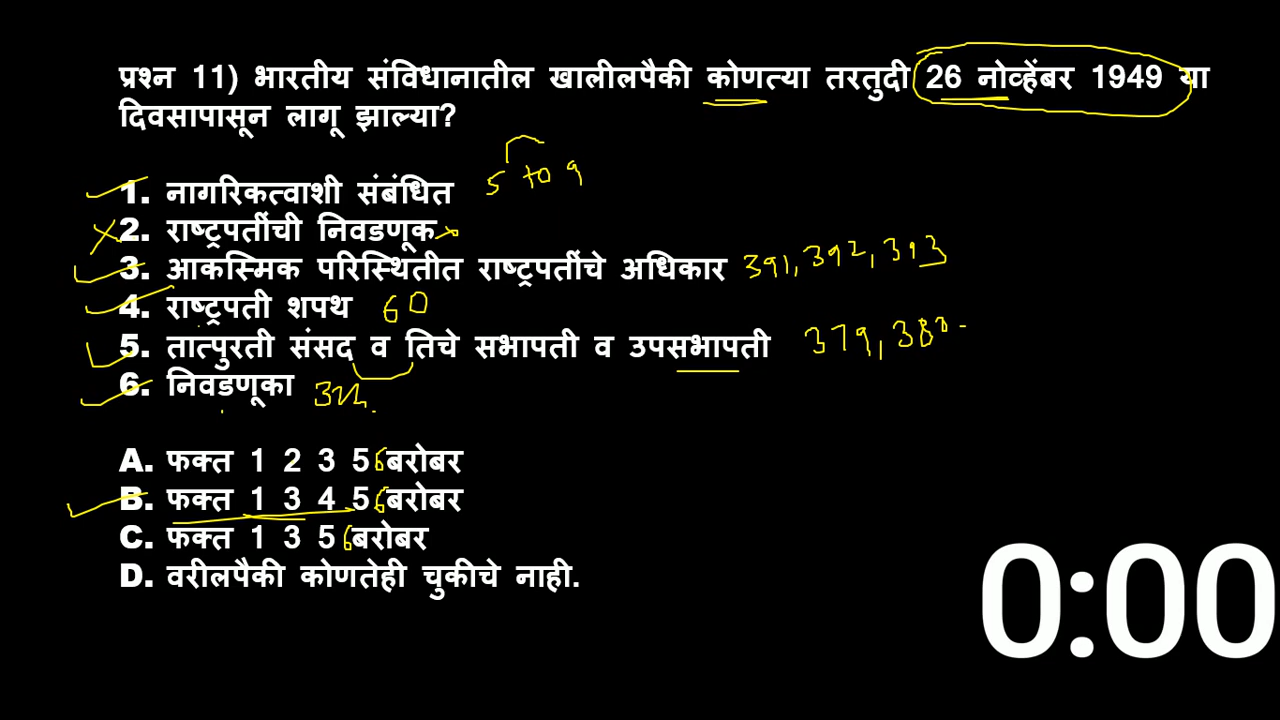 प्रश्न 11) भारतीय संविधानातील खालीलपैकी कोणत्या तरतुदी 26 नोव्हेंबर 1949 या
दिवसापासून लागू झाल्या?
1. नागरिकत्वाशी संबंधित 5 to 9
2. राष्ट्रपतींची निवडणूक
3. आकस्मिक परिस्थितीत राष्ट्रपतींचे अधिकार 391, 392, 393
4. राष्ट्रपती शपथ 60
5. तात्पुरती संसद व तिचे सभापती व उपसभापती 379, 380
6. निवडणूका 324
A. फक्त 1 2 3 5 6 बरोबर
B. फक्त 1 3 4 5 6 बरोबर
C. फक्त 1 3 5 6 बरोबर
D. वरीलपैकी कोणतेही चुकीचे नाही.
0:00